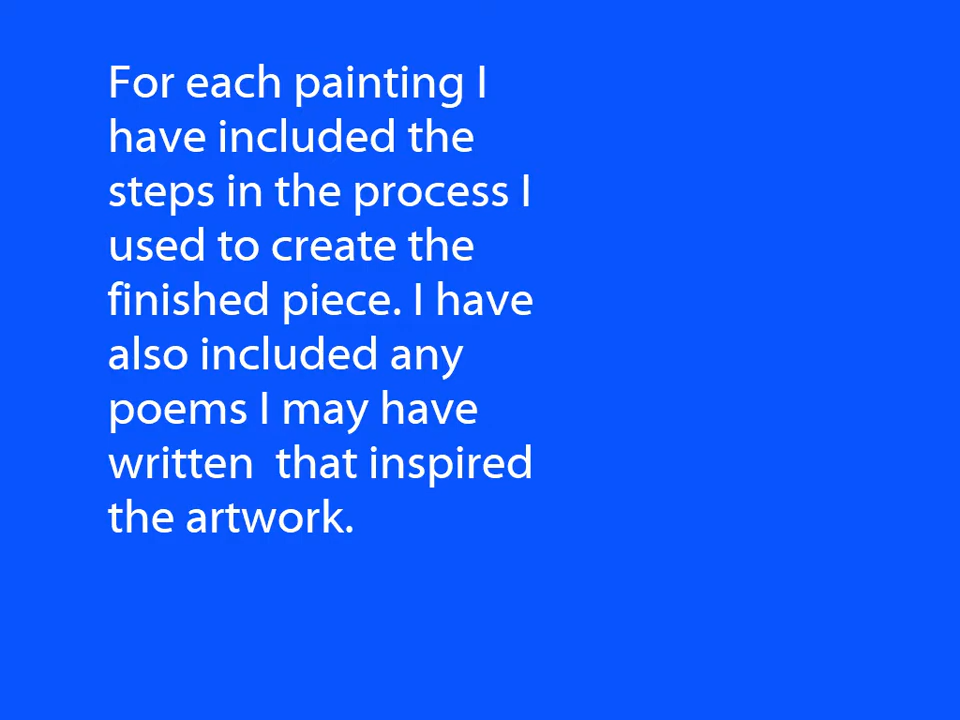 For each painting I
have included the
steps in the process I
used to create the
finished piece. I have
also included any
poems I may have
written  that inspired
the artwork.